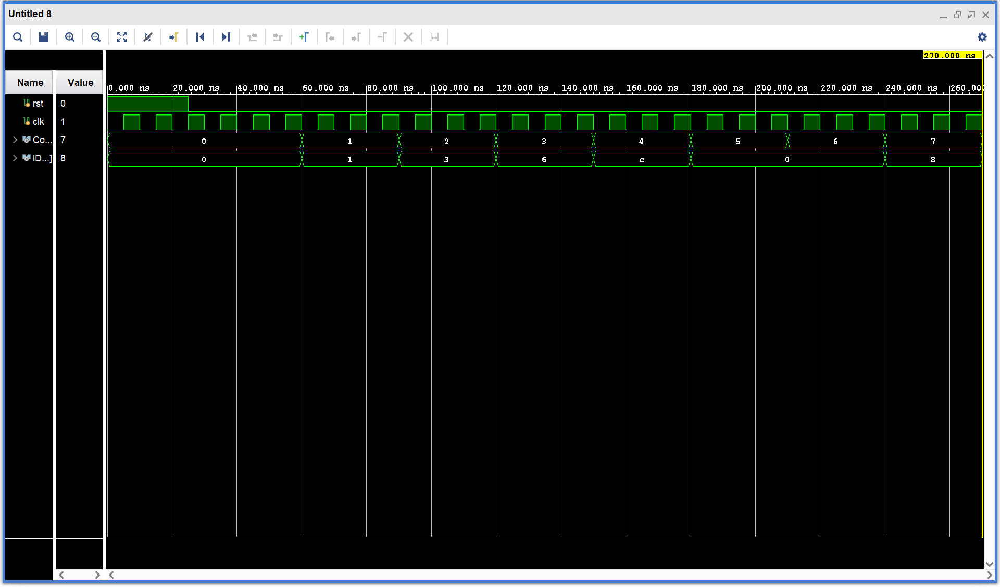 Untitled 8
270.000 ns
Name Value
0.000 ns 20.000 ns 40.000 ns 60.000 ns 80.000 ns 100.000 ns 120.000 ns 140.000 ns 160.000 ns 180.000 ns 200.000 ns 220.000 ns 240.000 ns 260.00
rst 0
clk 1
Co... 7 0 1 2 3 4 5 6 7
ID...] 8 0 1 3 6 c 0 8